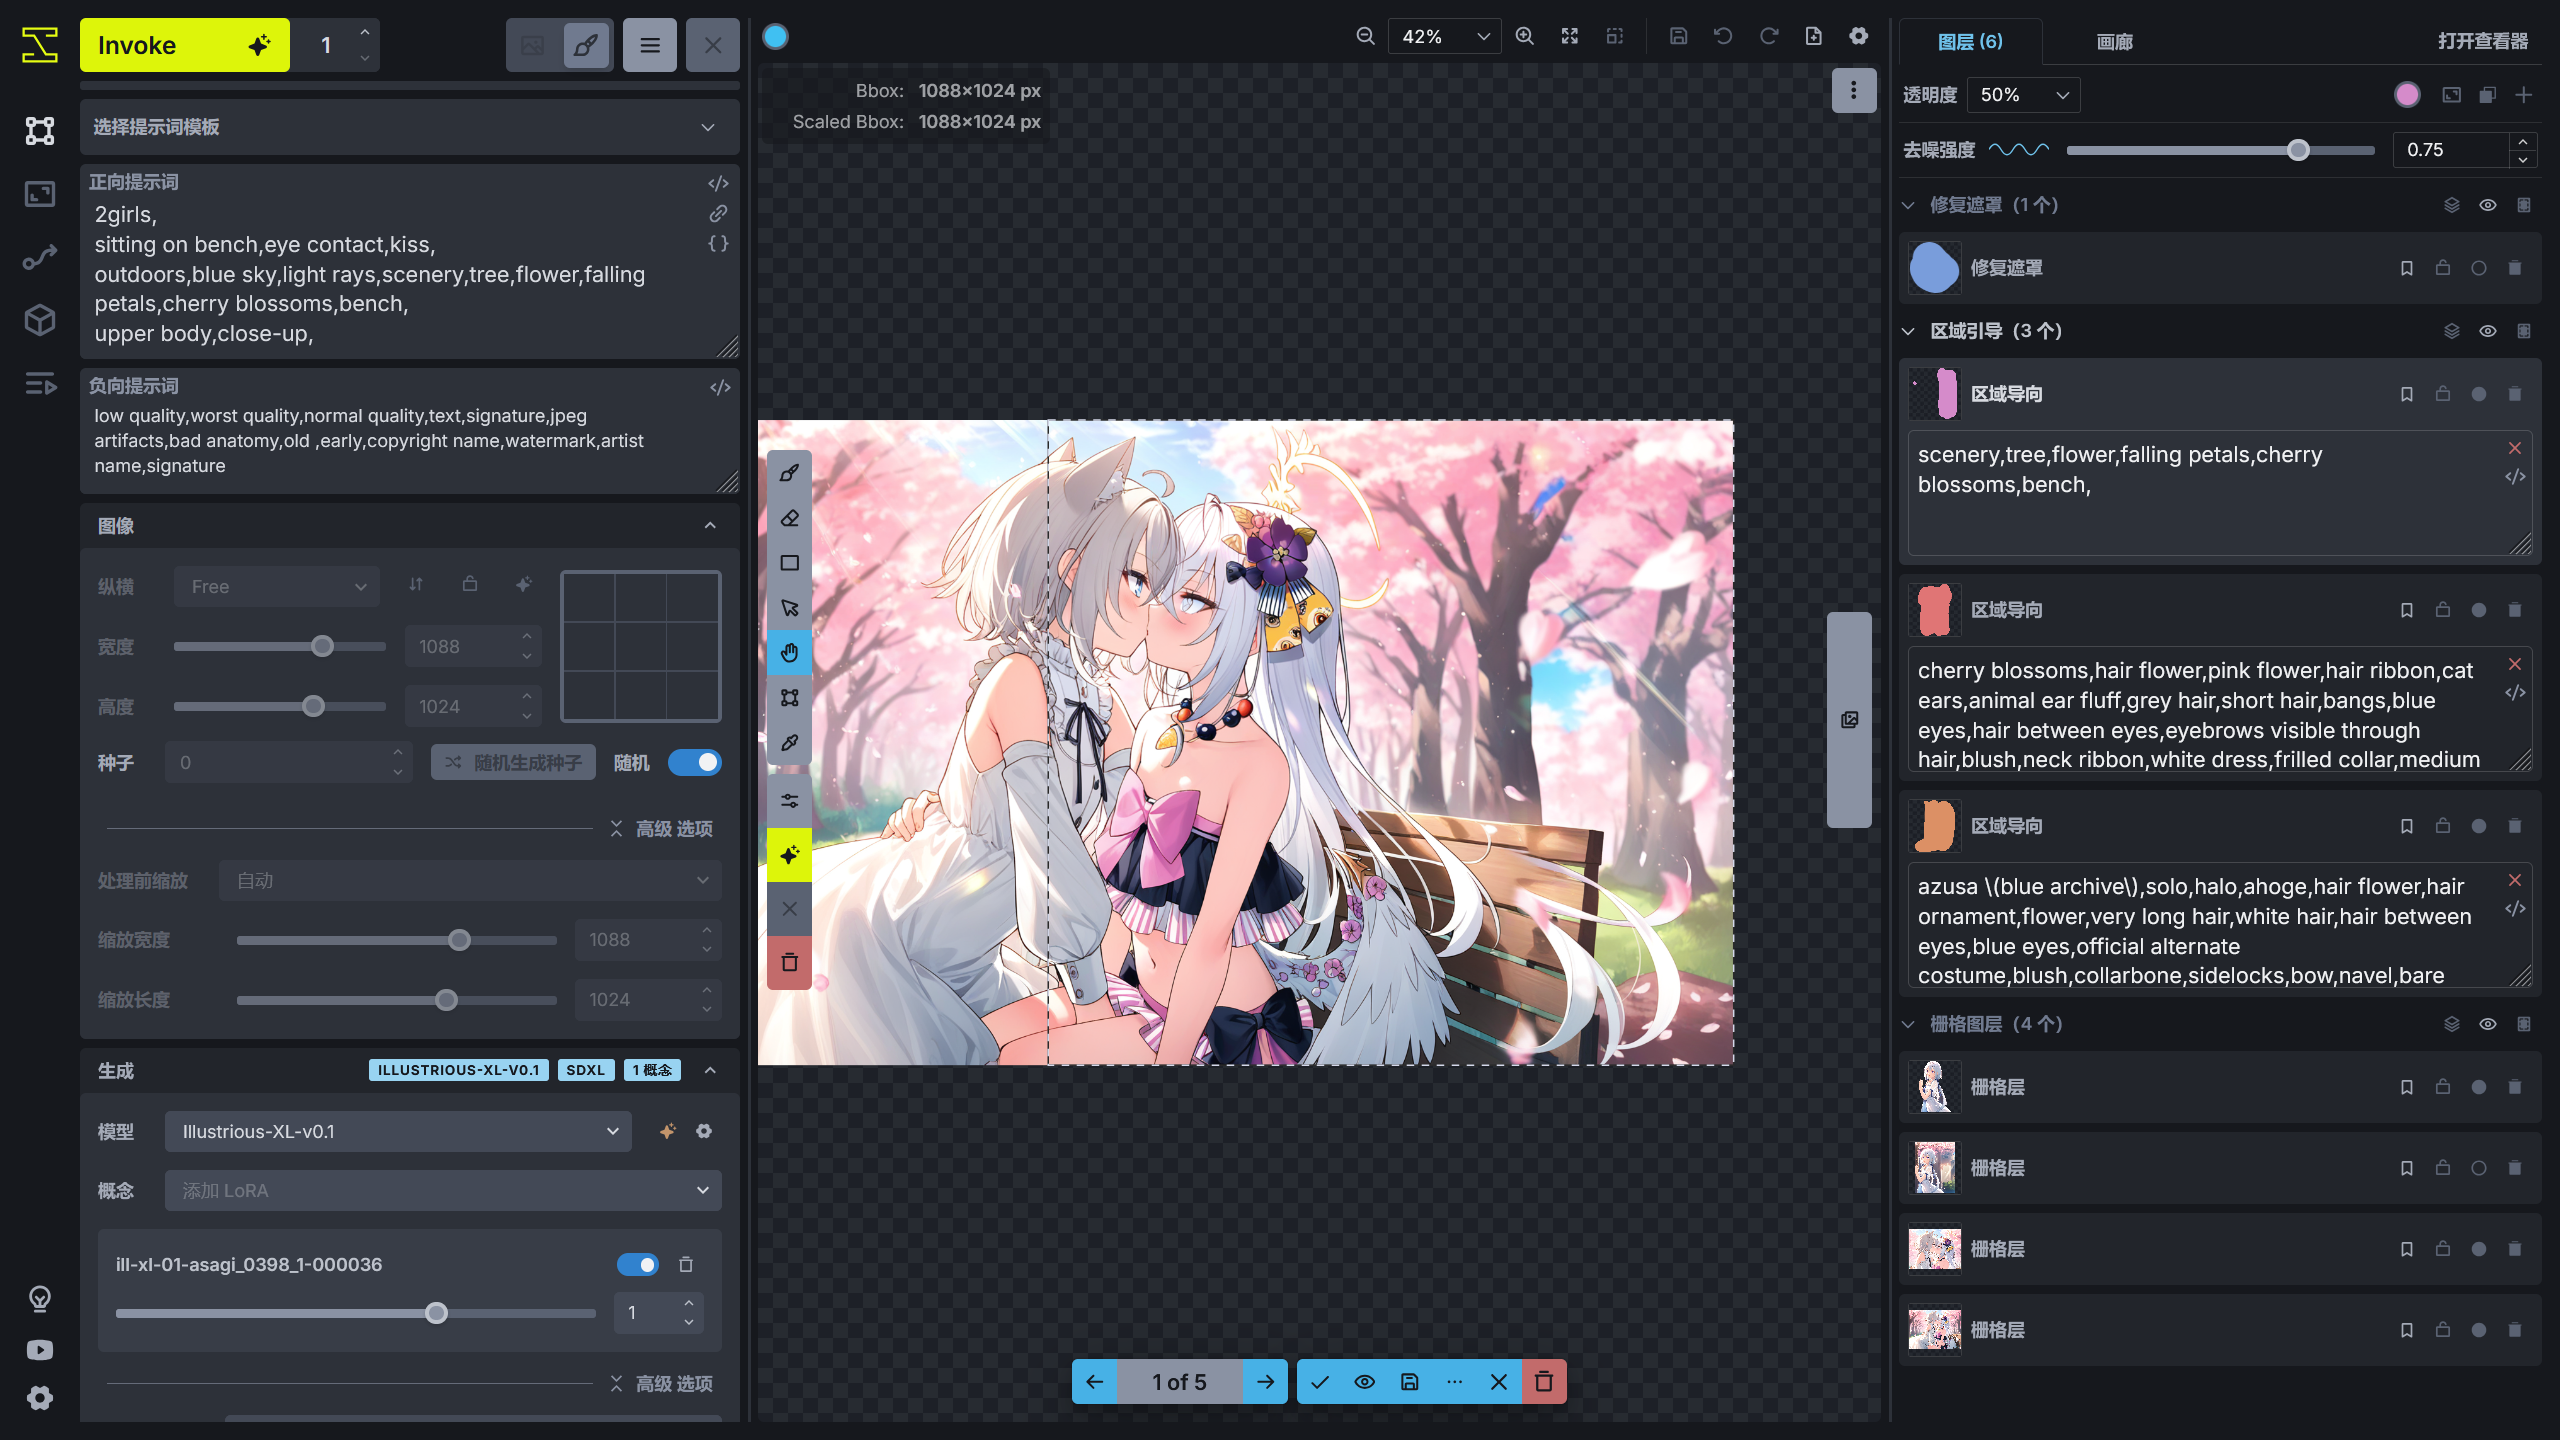 Invoke
1
选择提示词模板
正向提示词
2girls,
sitting on bench,eye contact,kiss,
outdoors,blue sky,light rays,scenery,tree,flower,falling
petals,cherry blossoms,bench,
upper body,close-up,
负向提示词
low quality,worst quality,normal quality,text,signature,jpeg
artifacts,bad anatomy,old ,early,copyright name,watermark,artist
name,signature
图像
纵横
Free
宽度
1088
高度
1024
种子
0
随机生成种子
随机
高级 选项
处理前缩放
自动
缩放宽度
1088
缩放长度
1024
生成
ILLUSTRIOUS-XL-V0.1
SDXL
1 概念
模型
Illustrious-XL-v0.1
概念
添加 LoRA
ill-xl-01-asagi_0398_1-000036
1
高级 选项
42%
Bbox: 1088×1024 px
Scaled Bbox: 1088×1024 px
1 of 5
图层 (6)
画廊
打开查看器
透明度
50%
去噪强度
0.75
修复遮罩 (1 个)
修复遮罩
区域引导 (3 个)
区域导向
scenery,tree,flower,falling petals,cherry
blossoms,bench,
区域导向
cherry blossoms,hair flower,pink flower,hair ribbon,cat
ears,animal ear fluff,grey hair,short hair,bangs,blue
eyes,hair between eyes,eyebrows visible through
hair,blush,neck ribbon,white dress,frilled collar,medium
区域导向
azusa \(blue archive\),solo,halo,ahoge,hair flower,hair
ornament,flower,very long hair,white hair,hair between
eyes,blue eyes,official alternate
costume,blush,collarbone,sidelocks,bow,navel,bare
栅格图层 (4 个)
栅格层
栅格层
栅格层
栅格层